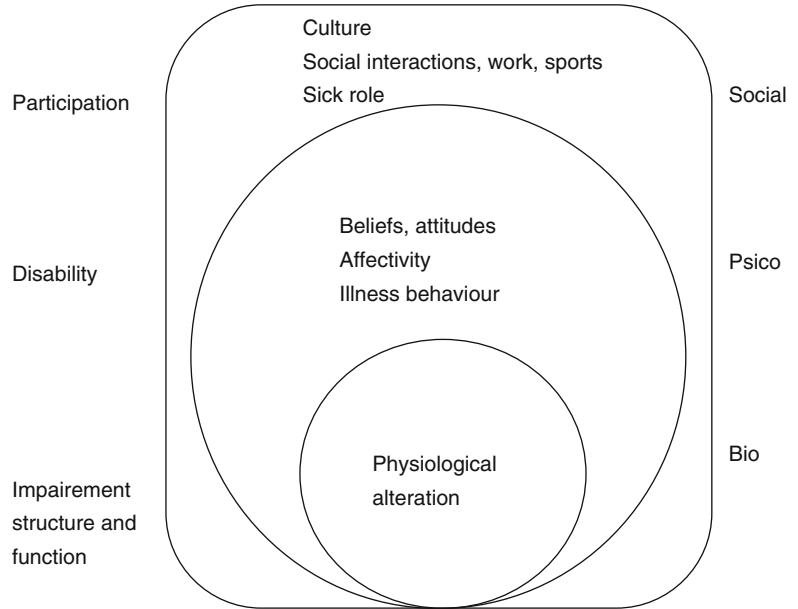 Culture
Social interactions, work, sports
Sick role
Participation
Social
Beliefs, attitudes
Affectivity
Illness behaviour
Disability
Psico
Physiological
alteration
Bio
Impairement
structure and
function